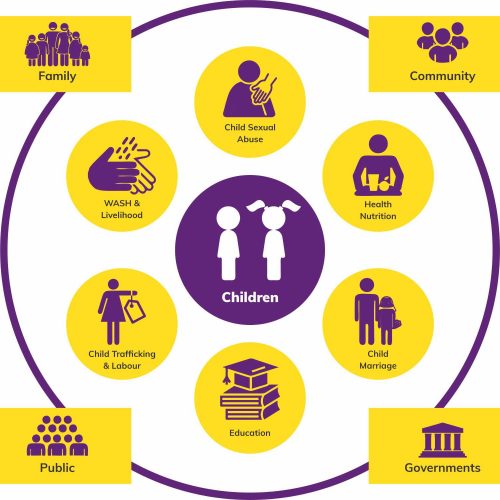 Family
Community
Child Sexual
Abuse
WASH &
Livelihood
Health
Nutrition
Children
Child Trafficking
& Labour
Child
Marriage
Education
Public
Governments